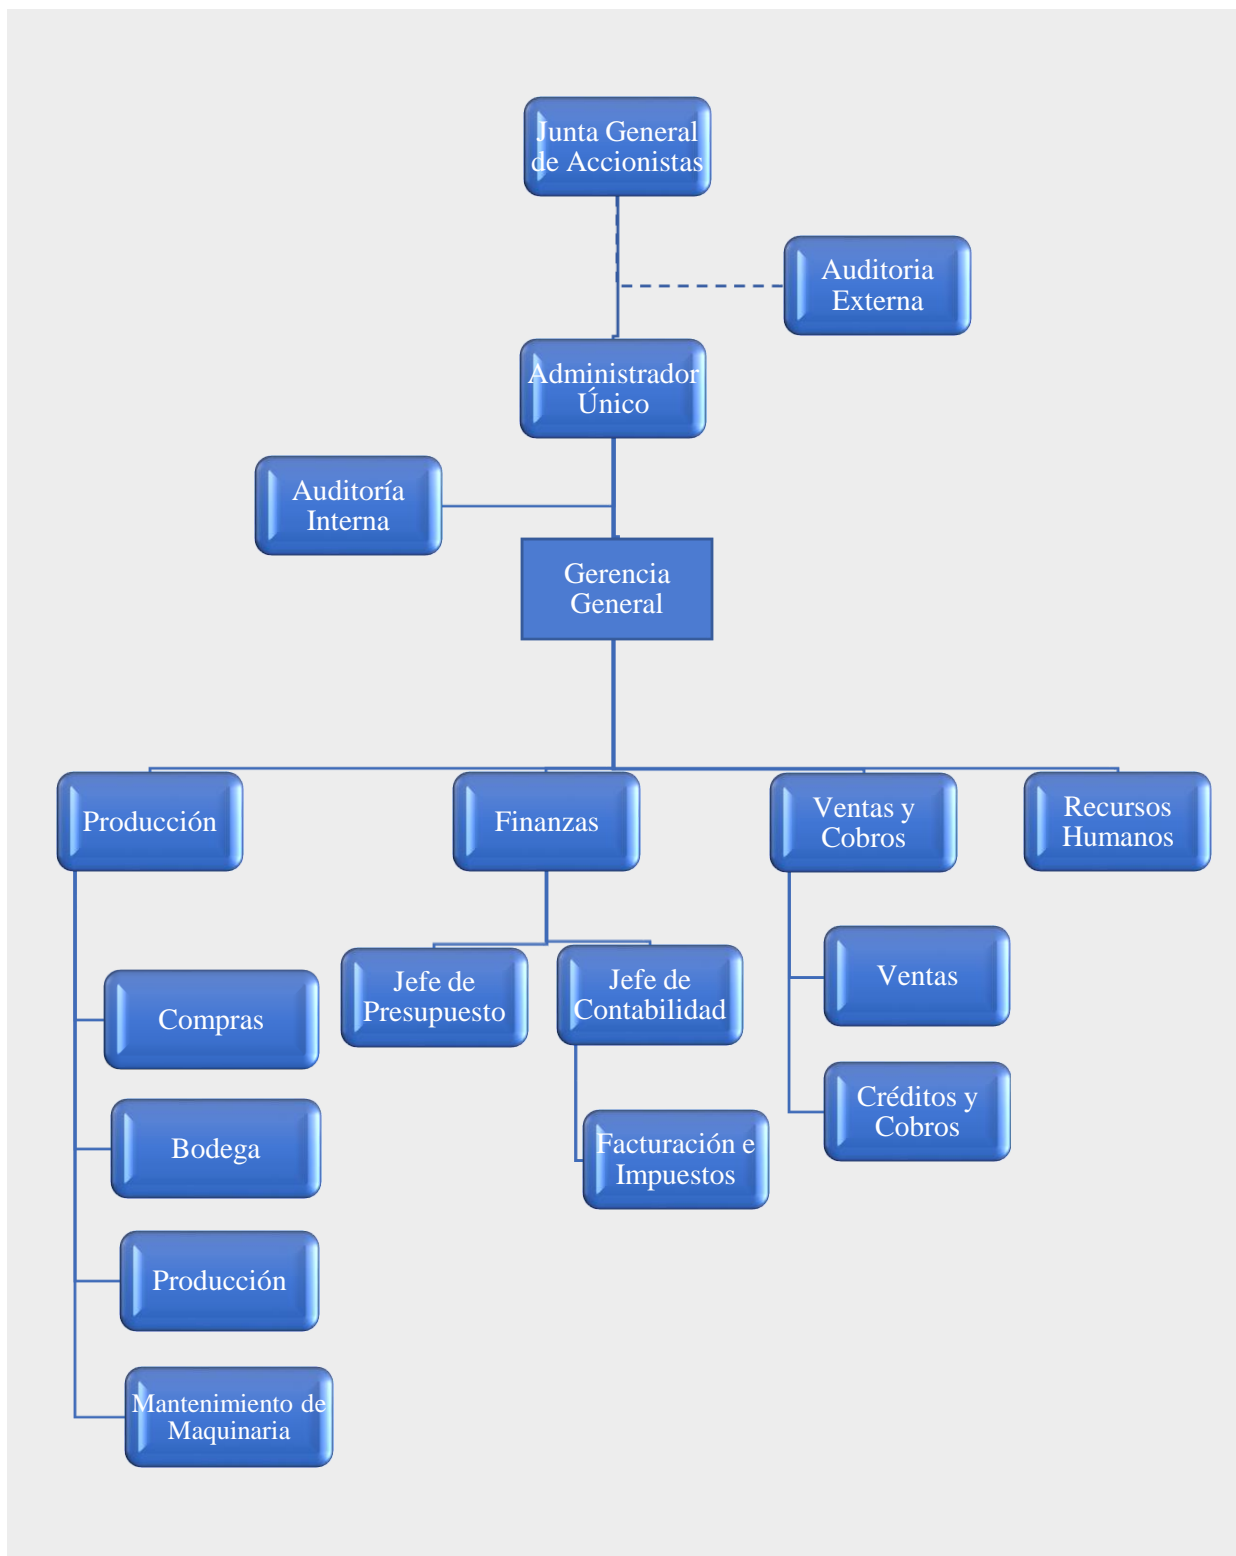 Junta General
de Accionistas
Auditoria
Externa
Administrador
Único
Auditoría
Interna
Gerencia
General
Producción
Finanzas
Ventas y
Cobros
Recursos
Humanos
Compras
Bodega
Producción
Mantenimiento de
Maquinaria
Jefe de
Presupuesto
Jefe de
Contabilidad
Facturación e
Impuestos
Ventas
Créditos y
Cobros